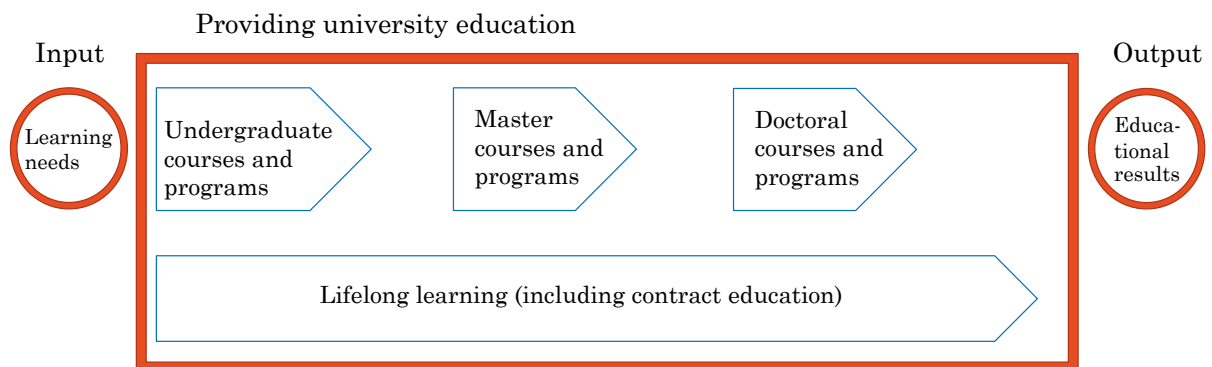 Providing university education
Input
Output
Learning
needs
Undergraduate
courses and
programs
Master
courses and
programs
Doctoral
courses and
programs
Educa-
tional
results
Lifelong learning (including contract education)